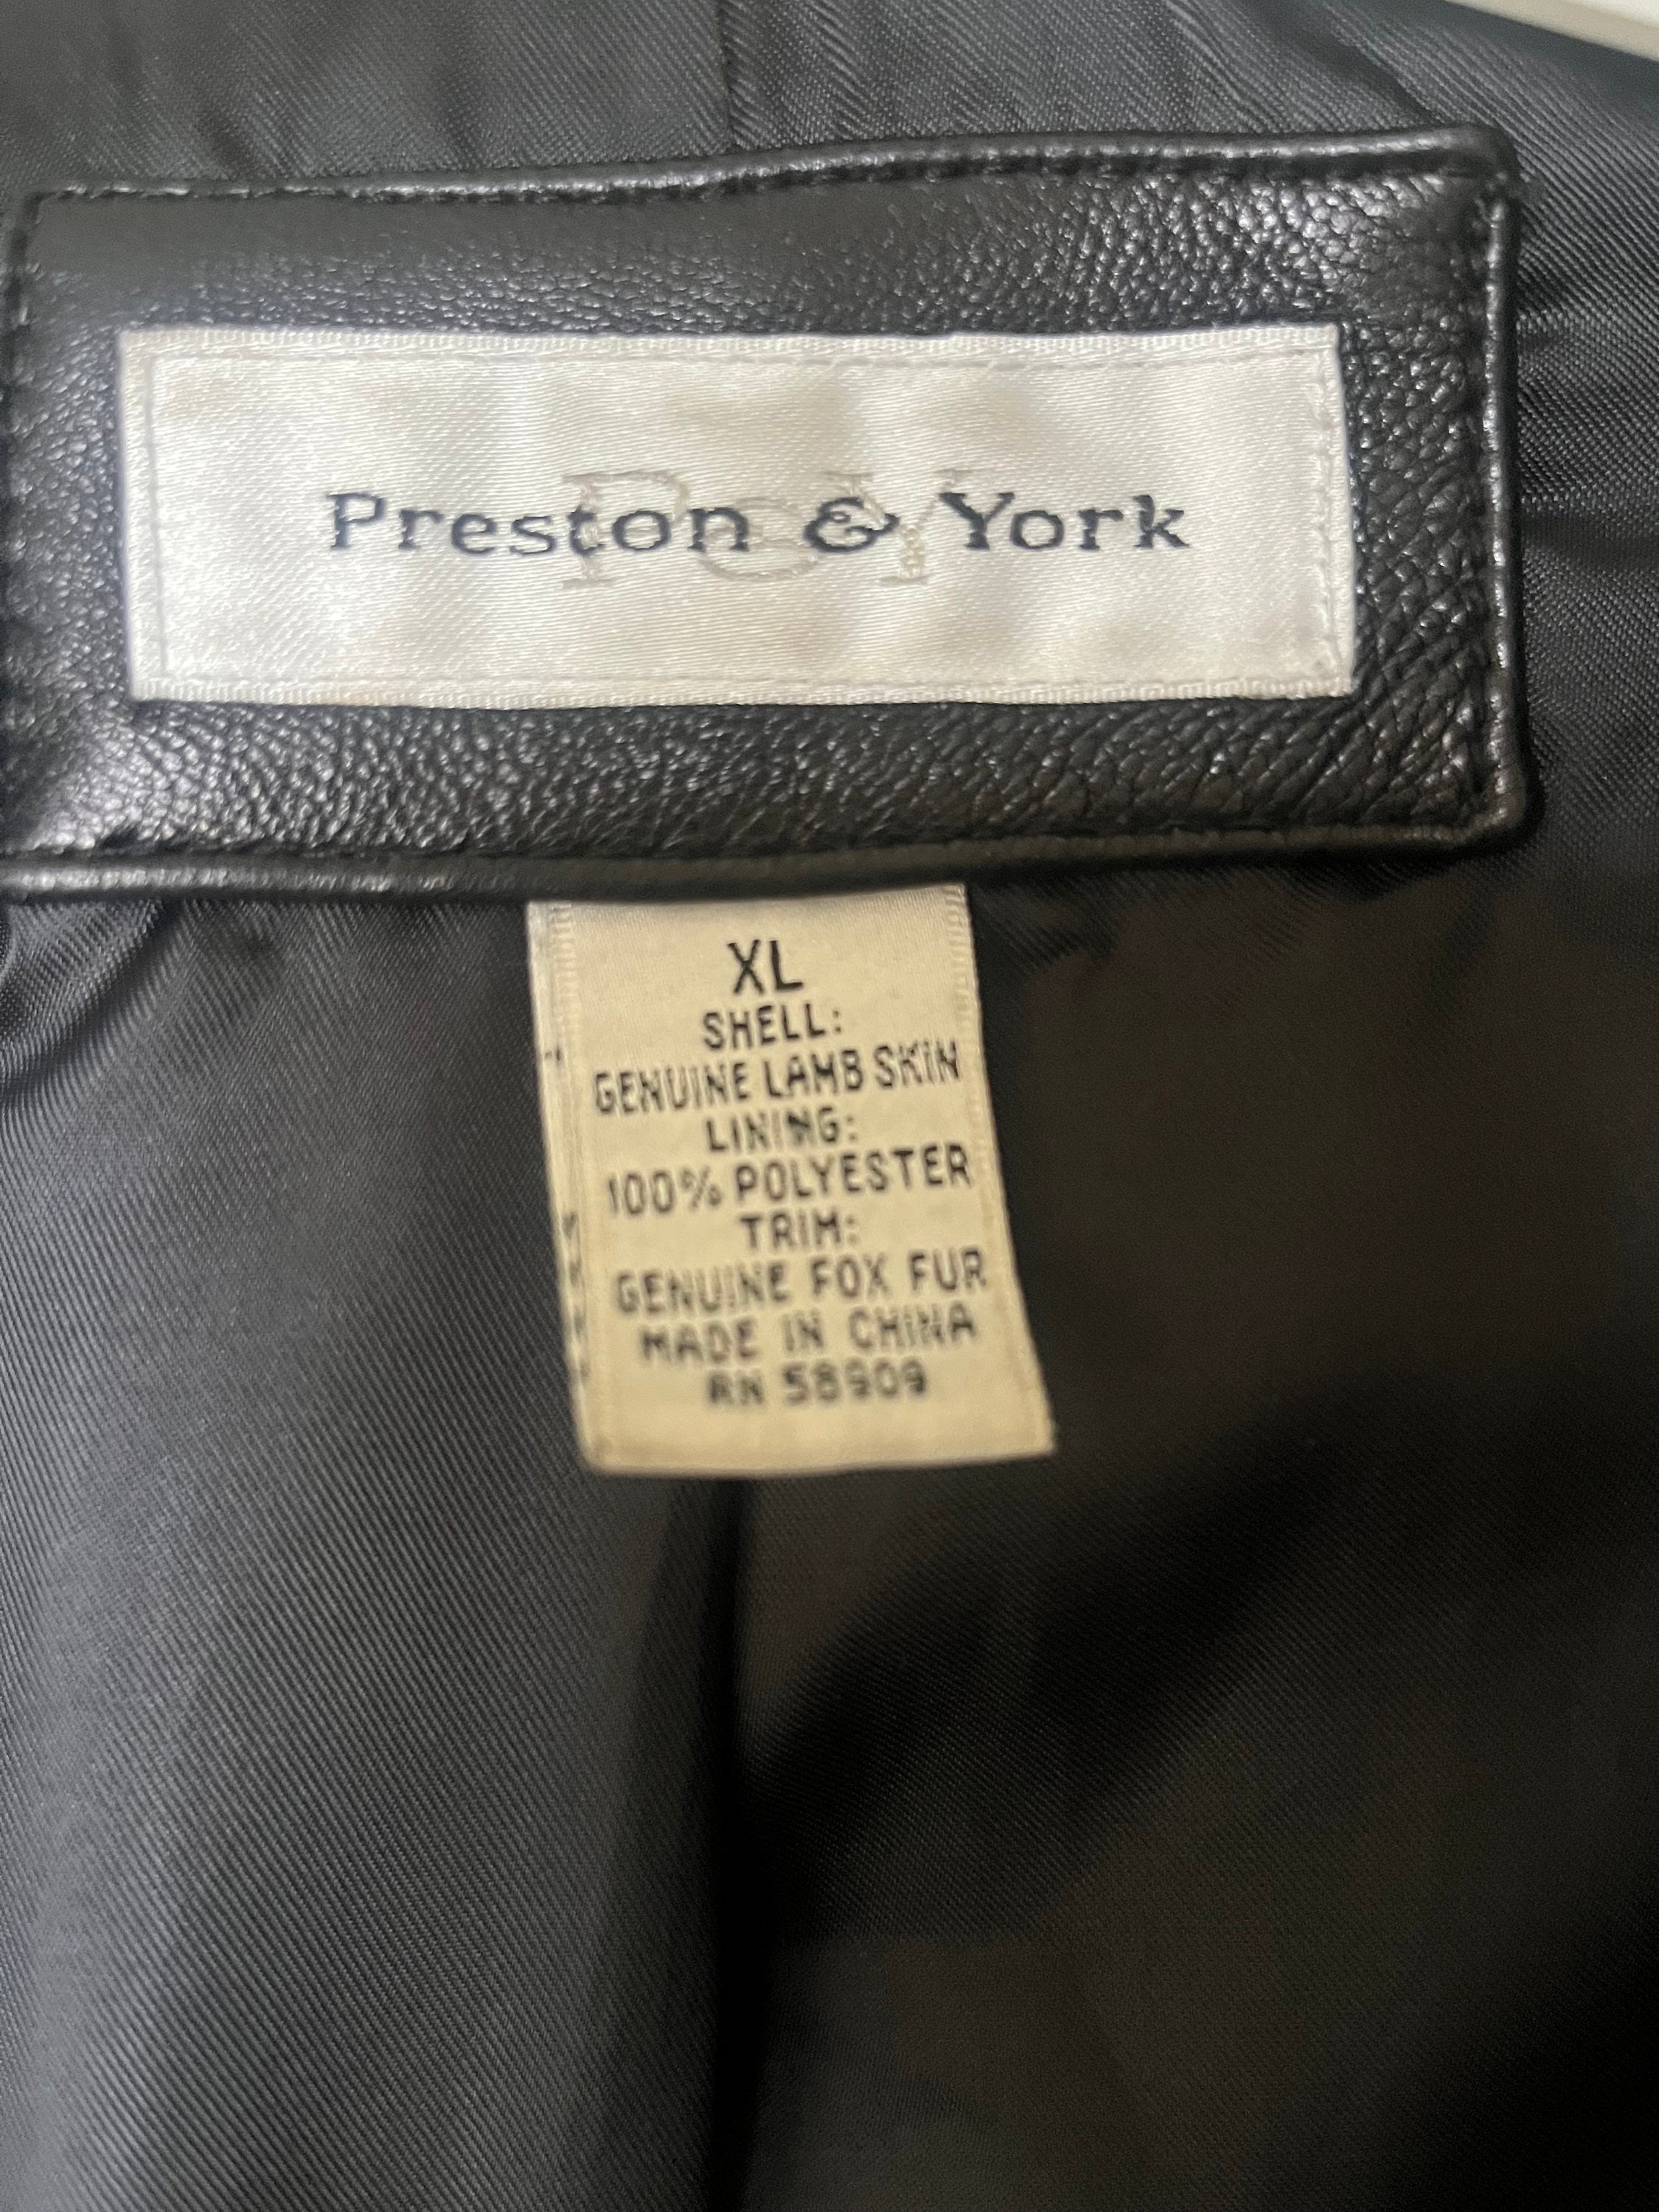 Preston & York
P&Y
XL
SHELL:
GENUINE LAMB SKIN
LINING:
100% POLYESTER
TRIM:
GENUINE FOX FUR
MADE IN CHINA
RN 58909